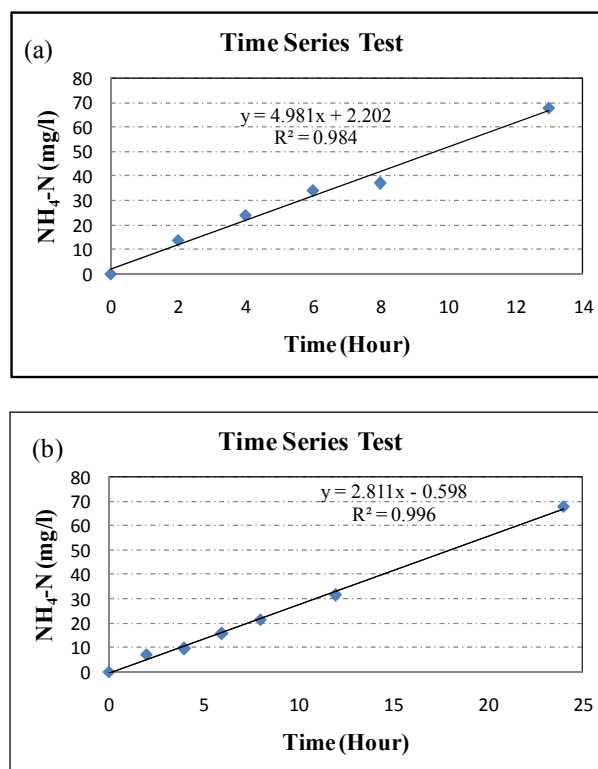 (a)
Time Series Test
y = 4.981x + 2.202
R² = 0.984
NH₄-N (mg/l)
80
70
60
50
40
30
20
10
0
0 2 4 6 8 10 12 14
Time (Hour)
(b)
Time Series Test
y = 2.811x - 0.598
R² = 0.996
NH₄-N (mg/l)
80
70
60
50
40
30
20
10
0
0 5 10 15 20 25
Time (Hour)